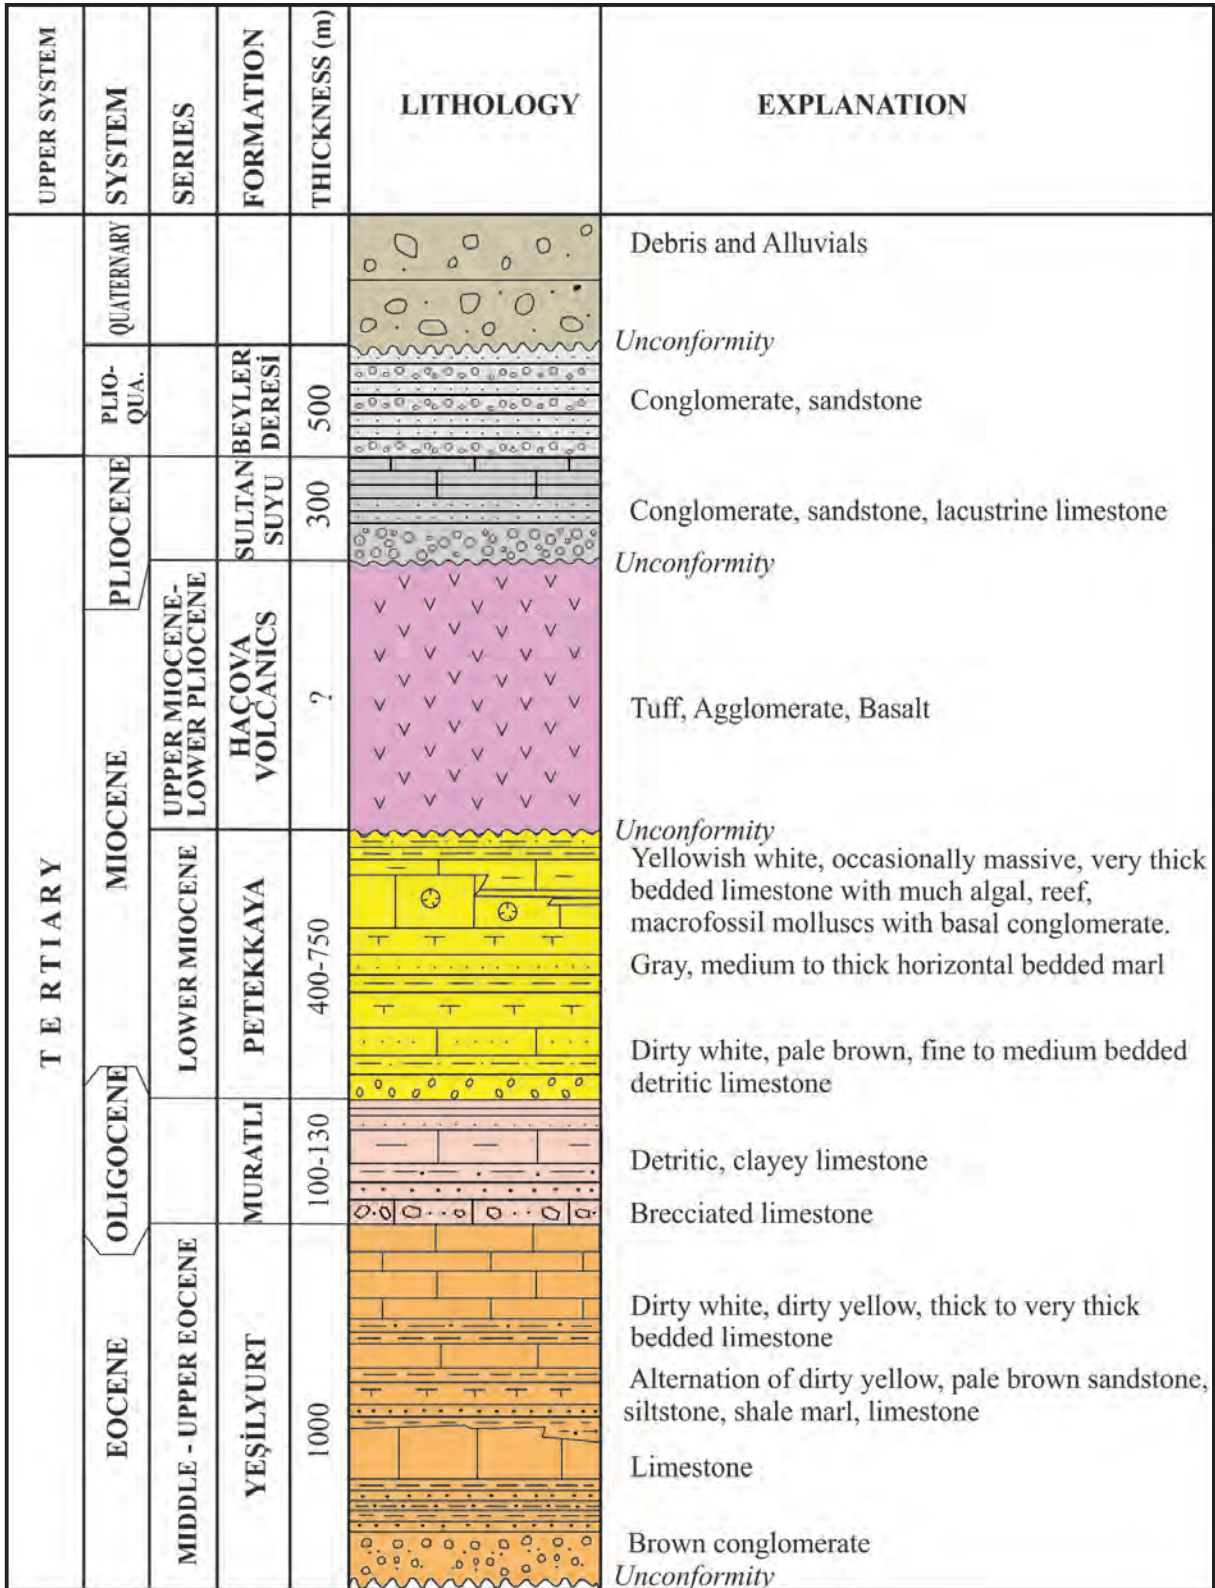 UPPER SYSTEM
SYSTEM
SERIES
FORMATION
THICKNESS (m)
LITHOLOGY
EXPLANATION
QUATERNARY
Debris and Alluvials
Unconformity
PLIO-
QUA.
BEYLER
DERESİ
500
Conglomerate, sandstone
TERTIARY
PLIOCENE
SULTAN
SUYU
300
Conglomerate, sandstone, lacustrine limestone
Unconformity
MIOCENE
UPPER MIOCENE-
LOWER PLIOCENE
HAÇOVA
VOLCANICS
?
Tuff, Agglomerate, Basalt
Unconformity
LOWER MIOCENE
PETEKKAYA
400-750
Yellowish white, occasionally massive, very thick
bedded limestone with much algal, reef,
macrofossil molluscs with basal conglomerate.
Gray, medium to thick horizontal bedded marl
Dirty white, pale brown, fine to medium bedded
detritic limestone
OLIGOCENE
MURATLI
100-130
Detritic, clayey limestone
Brecciated limestone
EOCENE
MIDDLE - UPPER EOCENE
YEŞİLYURT
1000
Dirty white, dirty yellow, thick to very thick
bedded limestone
Alternation of dirty yellow, pale brown sandstone,
siltstone, shale marl, limestone
Limestone
Brown conglomerate
Unconformity